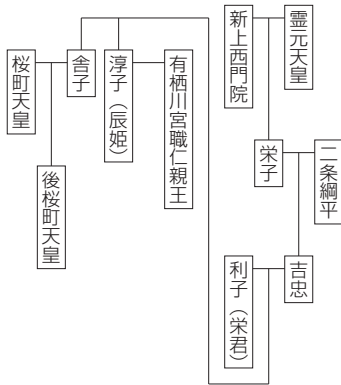 霊元天皇
新上西門院
二条綱平
栄子
吉忠
利子（栄君）
有栖川宮職仁親王
淳子（辰姫）
舎子
桜町天皇
後桜町天皇